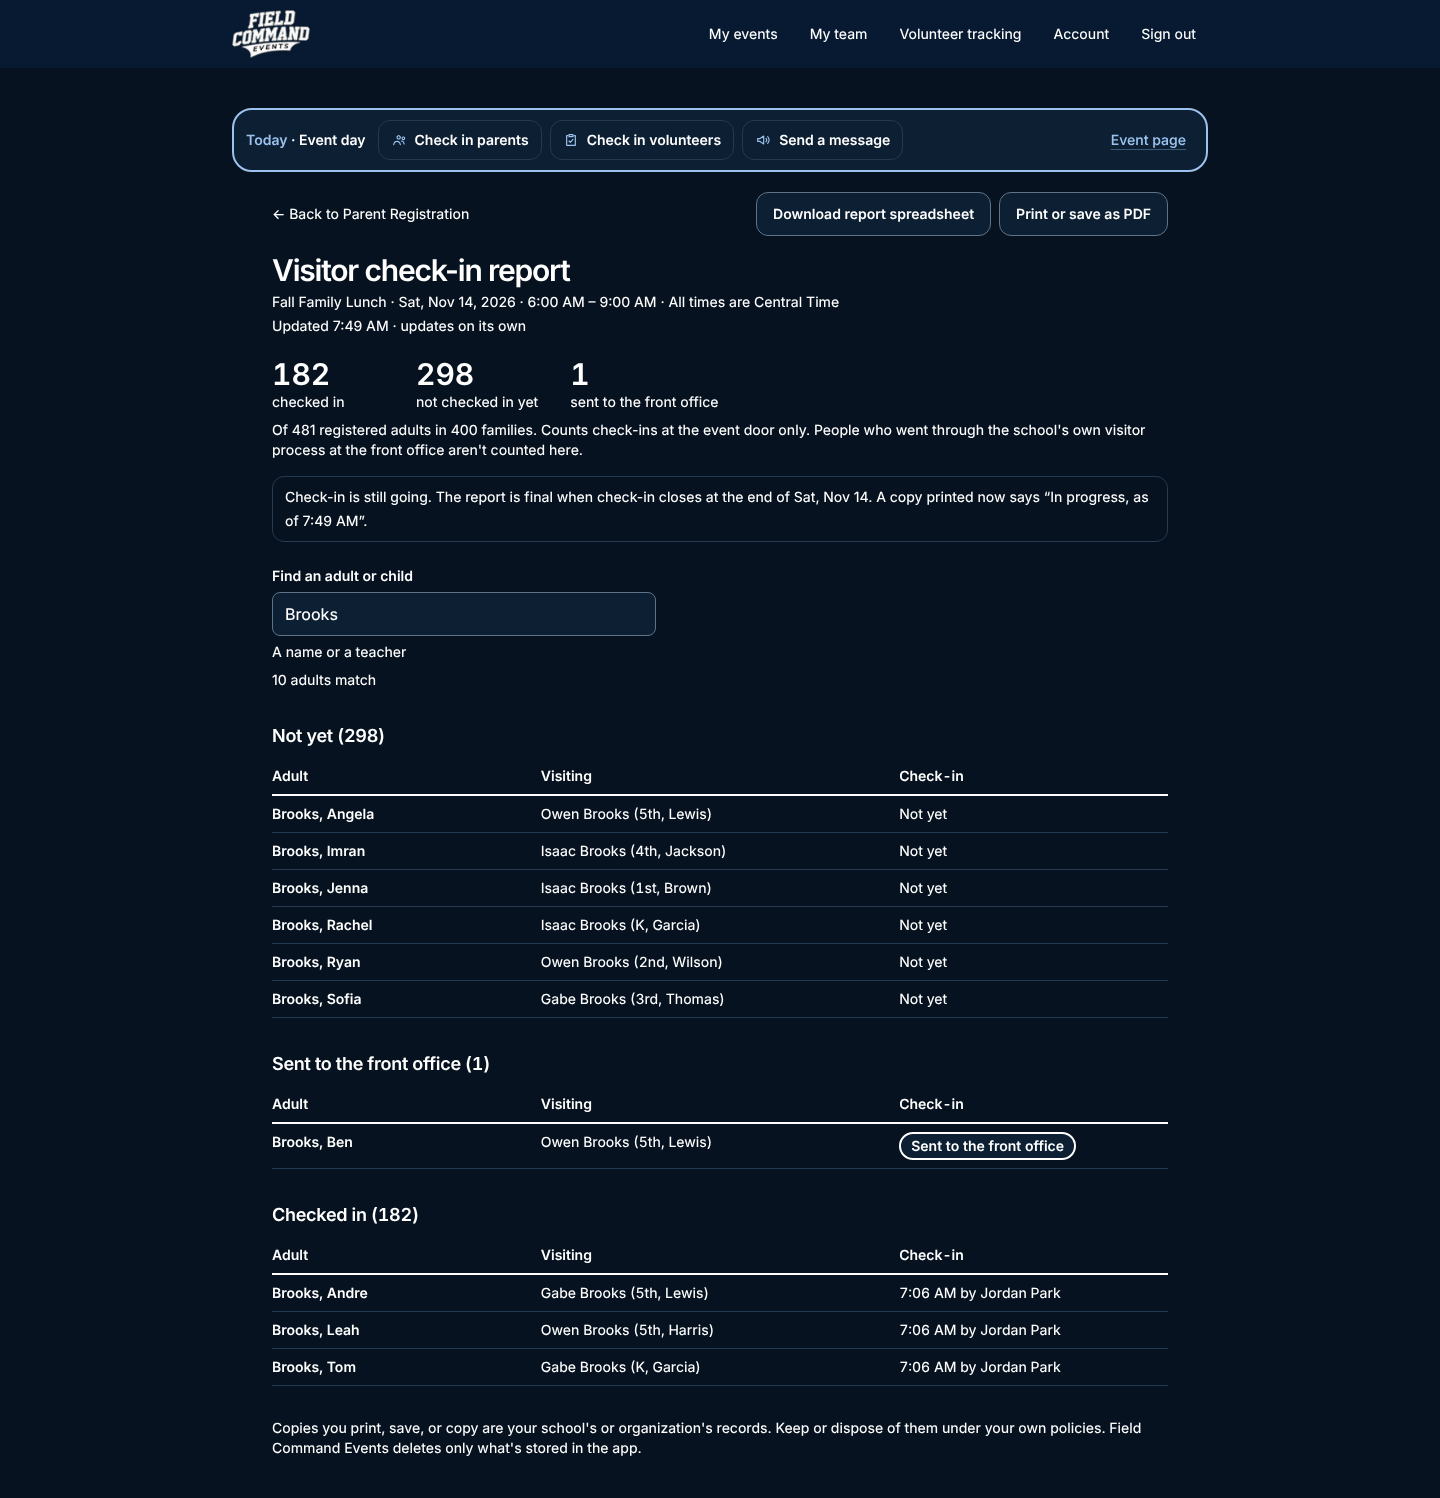 FIELD
COMMAND
EVENTS
My events
My team
Volunteer tracking
Account
Sign out
Today · Event day
Check in parents
Check in volunteers
Send a message
Event page
← Back to Parent Registration
Download report spreadsheet
Print or save as PDF
Visitor check-in report
Fall Family Lunch · Sat, Nov 14, 2026 · 6:00 AM – 9:00 AM · All times are Central Time
Updated 7:49 AM · updates on its own
182 298 1
checked in not checked in yet sent to the front office
Of 481 registered adults in 400 families. Counts check-ins at the event door only. People who went through the school's own visitor
process at the front office aren't counted here.
Check-in is still going. The report is final when check-in closes at the end of Sat, Nov 14. A copy printed now says “In progress, as
of 7:49 AM”.
Find an adult or child
Brooks
A name or a teacher
10 adults match
Not yet (298)
Adult Visiting Check-in
Brooks, Angela Owen Brooks (5th, Lewis) Not yet
Brooks, Imran Isaac Brooks (4th, Jackson) Not yet
Brooks, Jenna Isaac Brooks (1st, Brown) Not yet
Brooks, Rachel Isaac Brooks (K, Garcia) Not yet
Brooks, Ryan Owen Brooks (2nd, Wilson) Not yet
Brooks, Sofia Gabe Brooks (3rd, Thomas) Not yet
Sent to the front office (1)
Adult Visiting Check-in
Brooks, Ben Owen Brooks (5th, Lewis) Sent to the front office
Checked in (182)
Adult Visiting Check-in
Brooks, Andre Gabe Brooks (5th, Lewis) 7:06 AM by Jordan Park
Brooks, Leah Owen Brooks (5th, Harris) 7:06 AM by Jordan Park
Brooks, Tom Gabe Brooks (K, Garcia) 7:06 AM by Jordan Park
Copies you print, save, or copy are your school's or organization's records. Keep or dispose of them under your own policies. Field
Command Events deletes only what's stored in the app.